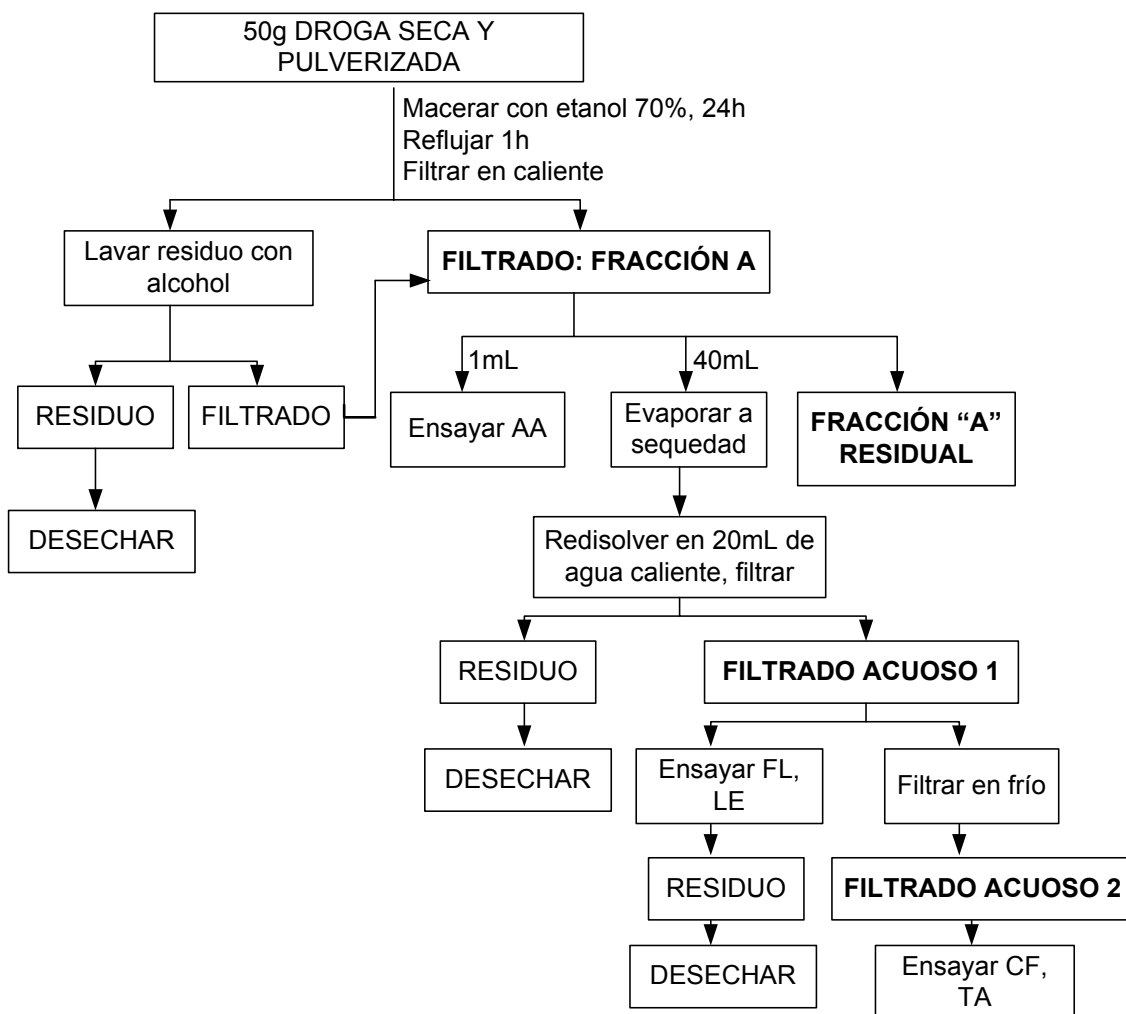 50g DROGA SECA Y
PULVERIZADA
Macerar con etanol 70%, 24h
Reflujar 1h
Filtrar en caliente
Lavar residuo con
alcohol
FILTRADO: FRACCIÓN A
1mL
40mL
RESIDUO
FILTRADO
Ensayar AA
Evaporar a
sequedad
FRACCIÓN “A”
RESIDUAL
DESECHAR
Redisolver en 20mL de
agua caliente, filtrar
RESIDUO
FILTRADO ACUOSO 1
DESECHAR
Ensayar FL,
LE
Filtrar en frío
RESIDUO
FILTRADO ACUOSO 2
DESECHAR
Ensayar CF,
TA